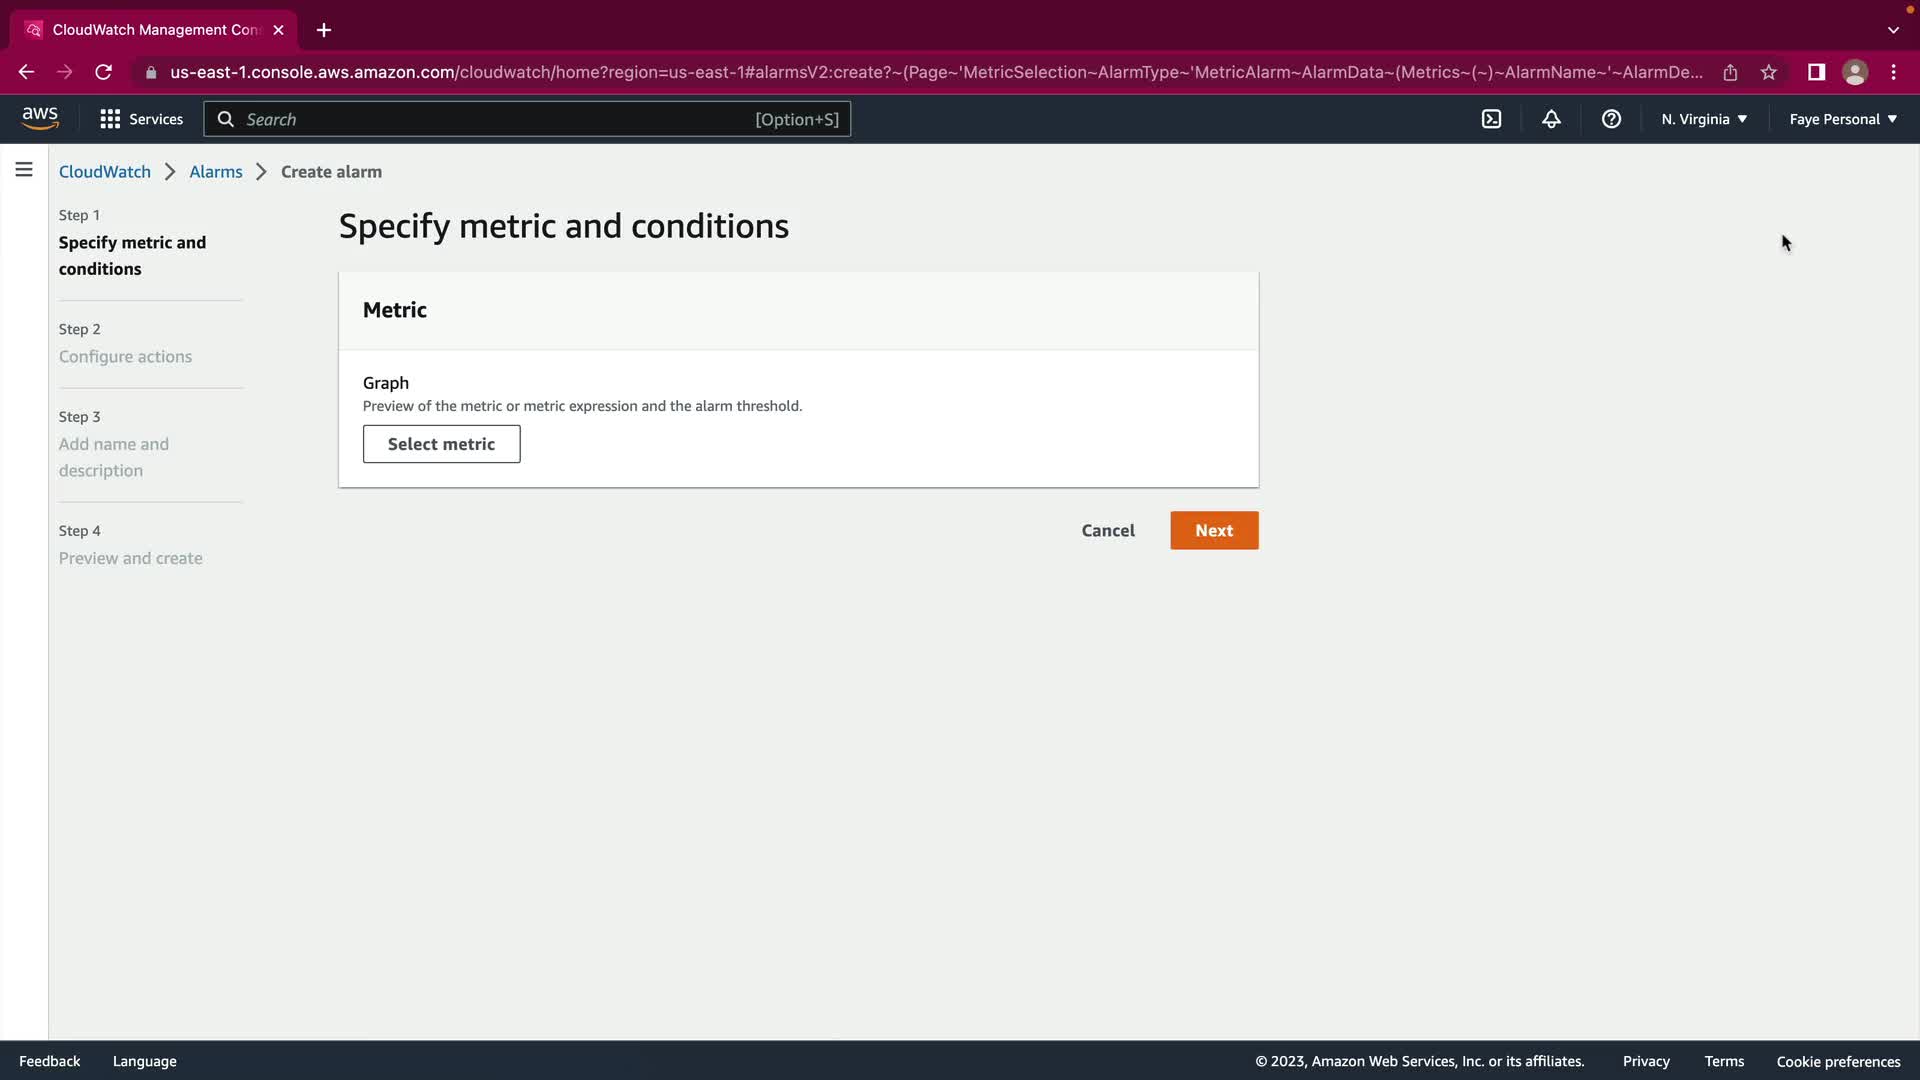 CloudWatch Management Con
us-east-1.console.aws.amazon.com/cloudwatch/home?region=us-east-1#alarmsV2:create?~(Page~'MetricSelection~AlarmType~'MetricAlarm~AlarmData~(Metrics~(~)~AlarmName~'~AlarmDe...
aws
Services
Search
[Option+S]
N. Virginia
Faye Personal
CloudWatch
Alarms
Create alarm
Step 1
Specify metric and
conditions
Step 2
Configure actions
Step 3
Add name and
description
Step 4
Preview and create
Specify metric and conditions
Metric
Graph
Preview of the metric or metric expression and the alarm threshold.
Select metric
Cancel
Next
Feedback
Language
© 2023, Amazon Web Services, Inc. or its affiliates.
Privacy
Terms
Cookie preferences